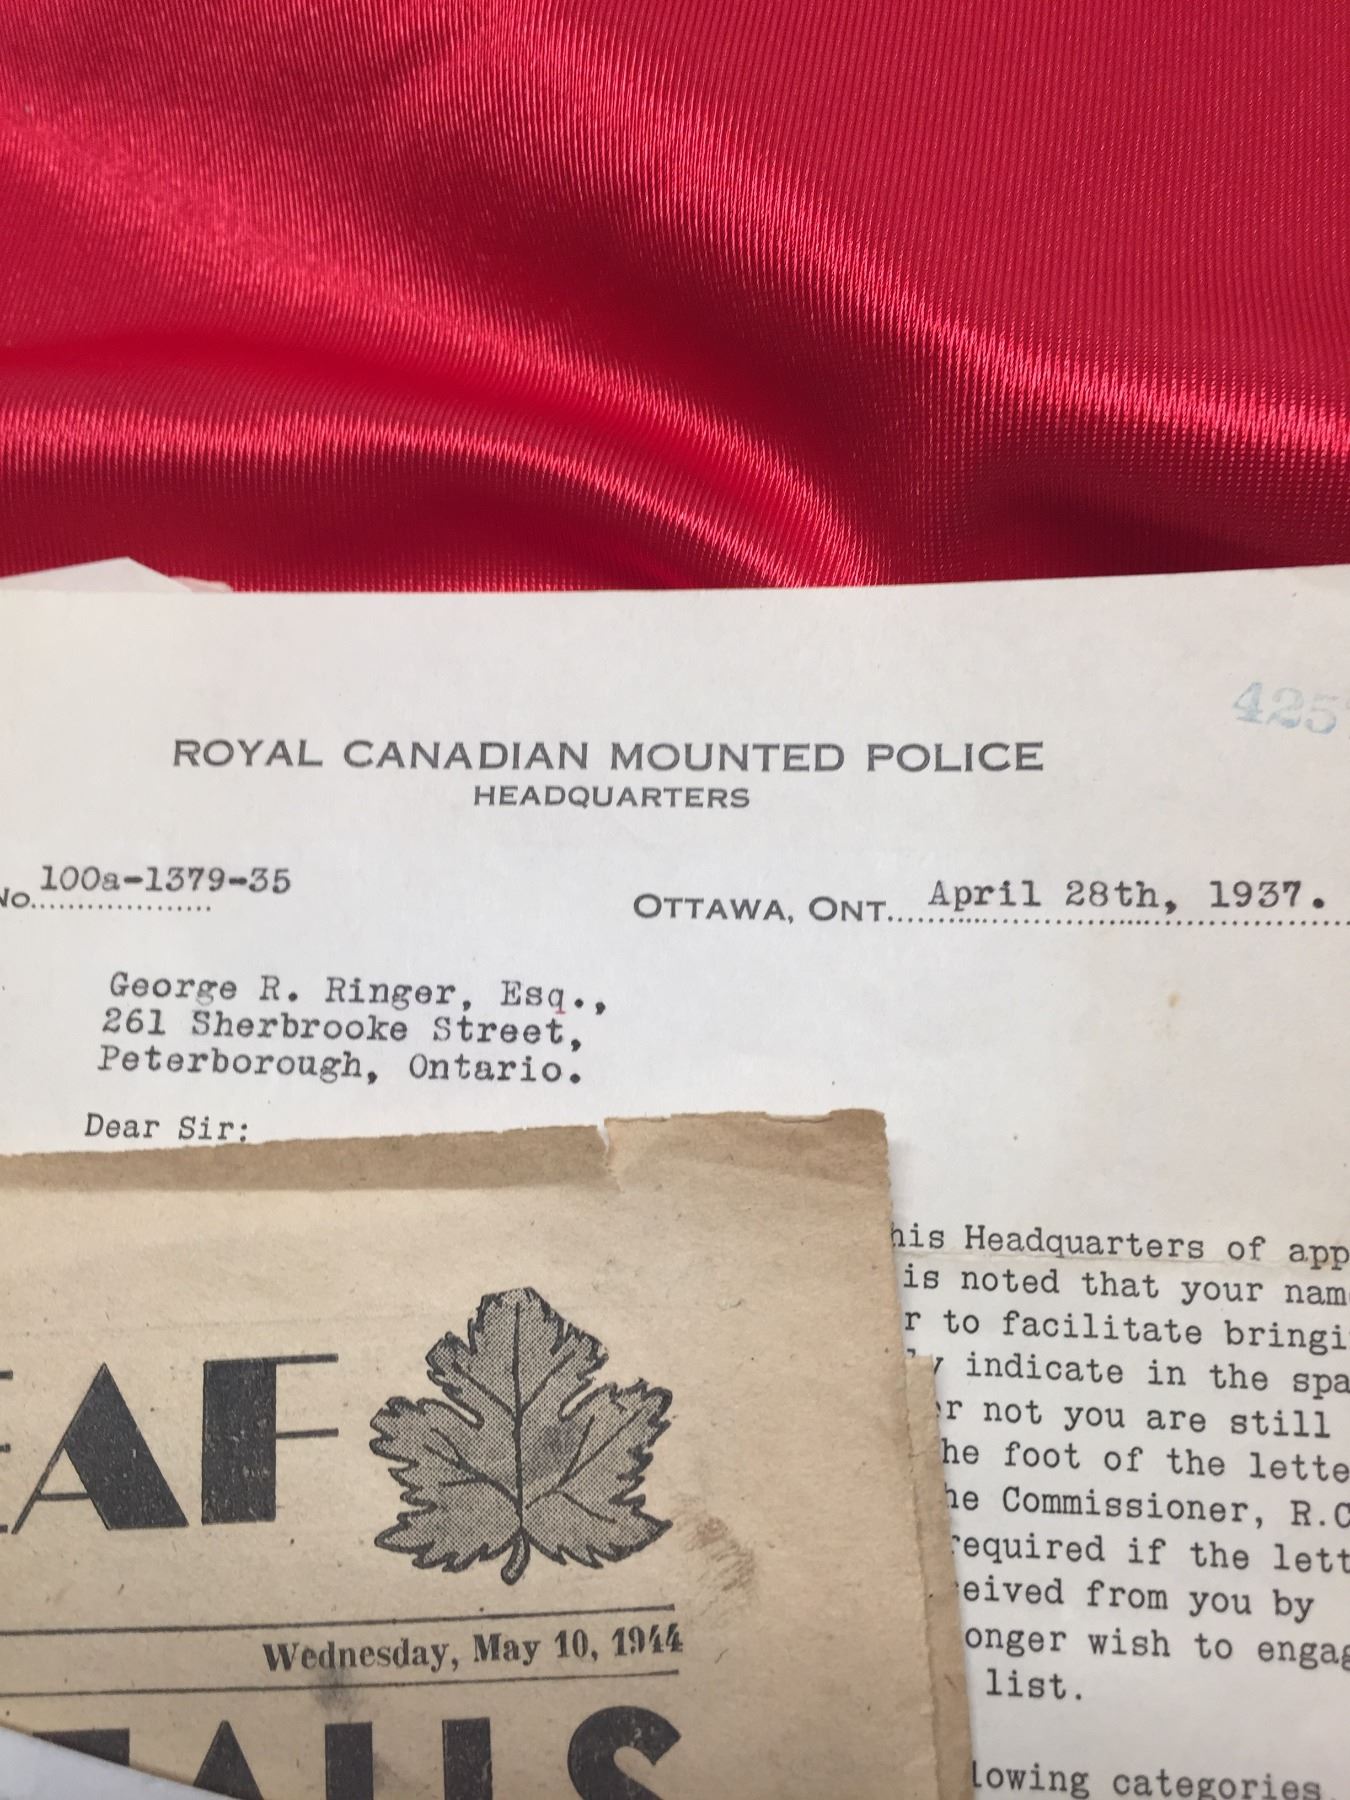 425
ROYAL CANADIAN MOUNTED POLICE
HEADQUARTERS
No. 100a-1379-35
OTTAWA, ONT. April 28th, 1937.
George R. Ringer, Esq.,
261 Sherbrooke Street,
Peterborough, Ontario.
Dear Sir:
his Headquarters of app
is noted that your nam
r to facilitate bringi
y indicate in the spa
r not you are still
he foot of the lette
he Commissioner, R.C
required if the lett
eived from you by
onger wish to engag
list.
lowing categories,
EAF
Wednesday, May 10, 1944
TAILS